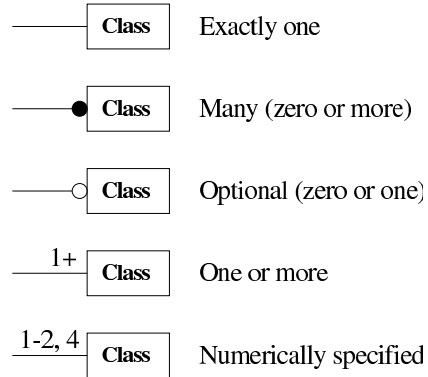 Class Exactly one
Class Many (zero or more)
Class Optional (zero or one)
1+ Class One or more
1-2, 4 Class Numerically specified